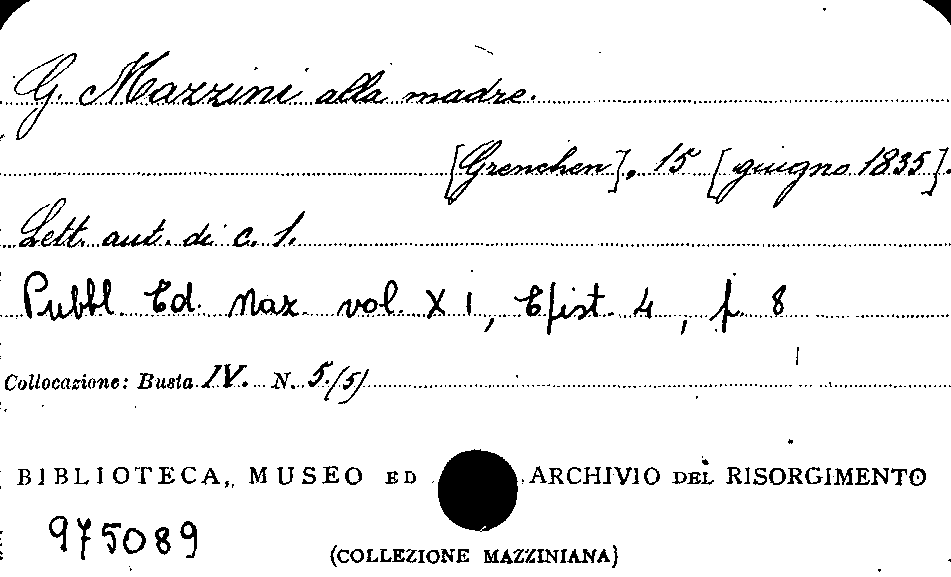 G. Mazzini alla madre.
[Grenchen], 15 [giugno 1835].
Lett. aut. di c. 1.
Pubbl. Ed. Naz. vol. XI, Epist. 4, p. 8
Collocazione: Busta IV. N. 5.(5)
BIBLIOTECA, MUSEO ED ARCHIVIO DEL RISORGIMENTO
975089
(COLLEZIONE MAZZINIANA)